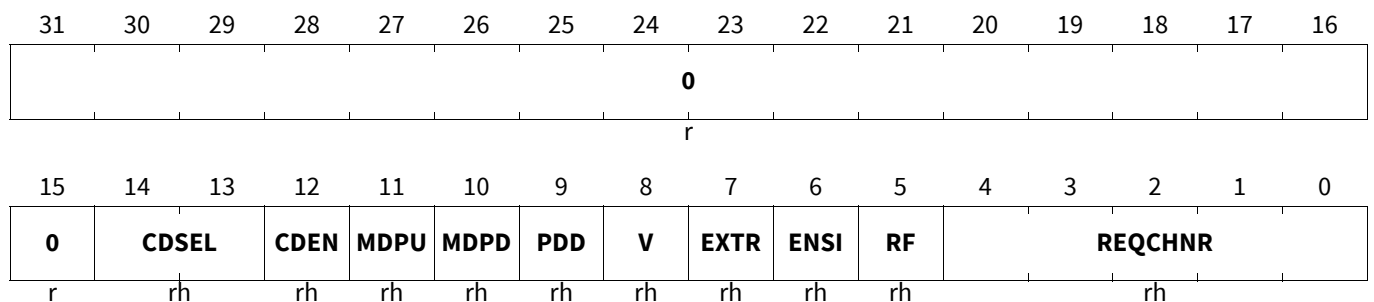 31 30 29 28 27 26 25 24 23 22 21 20 19 18 17 16
0
r
15 14 13 12 11 10 9 8 7 6 5 4 3 2 1 0
0 CDSEL CDEN MDPU MDPD PDD V EXTR ENSI RF REQCHNR
r rh rh rh rh rh rh rh rh rh rh